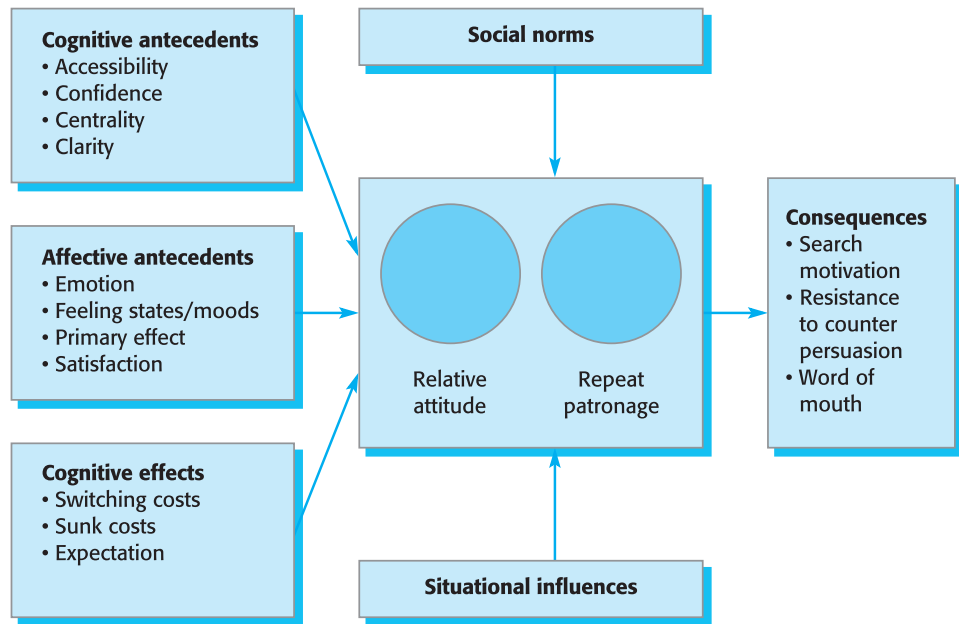 Cognitive antecedents
• Accessibility
• Confidence
• Centrality
• Clarity
Affective antecedents
• Emotion
• Feeling states/moods
• Primary effect
• Satisfaction
Cognitive effects
• Switching costs
• Sunk costs
• Expectation
Social norms
Relative
attitude
Repeat
patronage
Situational influences
Consequences
• Search
motivation
• Resistance
to counter
persuasion
• Word of
mouth